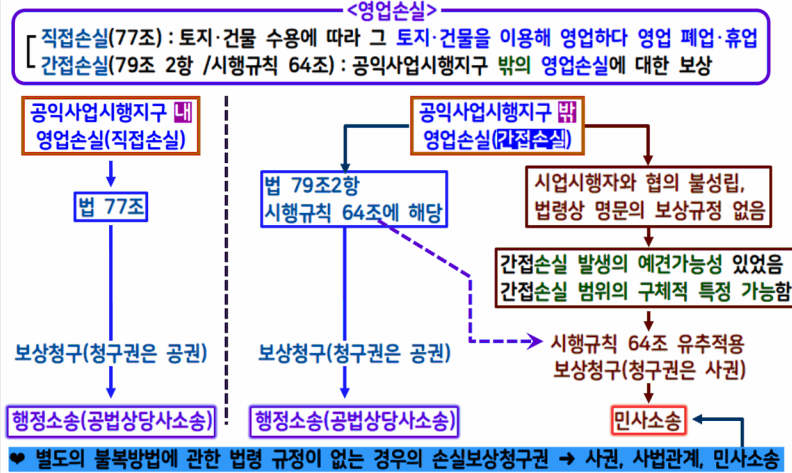 <영업손실>
직접손실(77조) : 토지·건물 수용에 따라 그 토지·건물을 이용해 영업하다 영업 폐업·휴업
간접손실(79조 2항 /시행규칙 64조) : 공익사업시행지구 밖의 영업손실에 대한 보상
공익사업시행지구 내
영업손실(직접손실)
법 77조
보상청구(청구권은 공권)
행정소송(공법상당사소송)
공익사업시행지구 밖
영업손실(간접손실)
법 79조2항
시행규칙 64조에 해당
보상청구(청구권은 공권)
행정소송(공법상당사소송)
시업시행자와 협의 불성립,
법령상 명문의 보상규정 없음
간접손실 발생의 예견가능성 있었음
간접손실 범위의 구체적 특정 가능함
시행규칙 64조 유추적용
보상청구(청구권은 사권)
민사소송
❤ 별도의 불복방법에 관한 법령 규정이 없는 경우의 손실보상청구권 → 사권, 사법관계, 민사소송